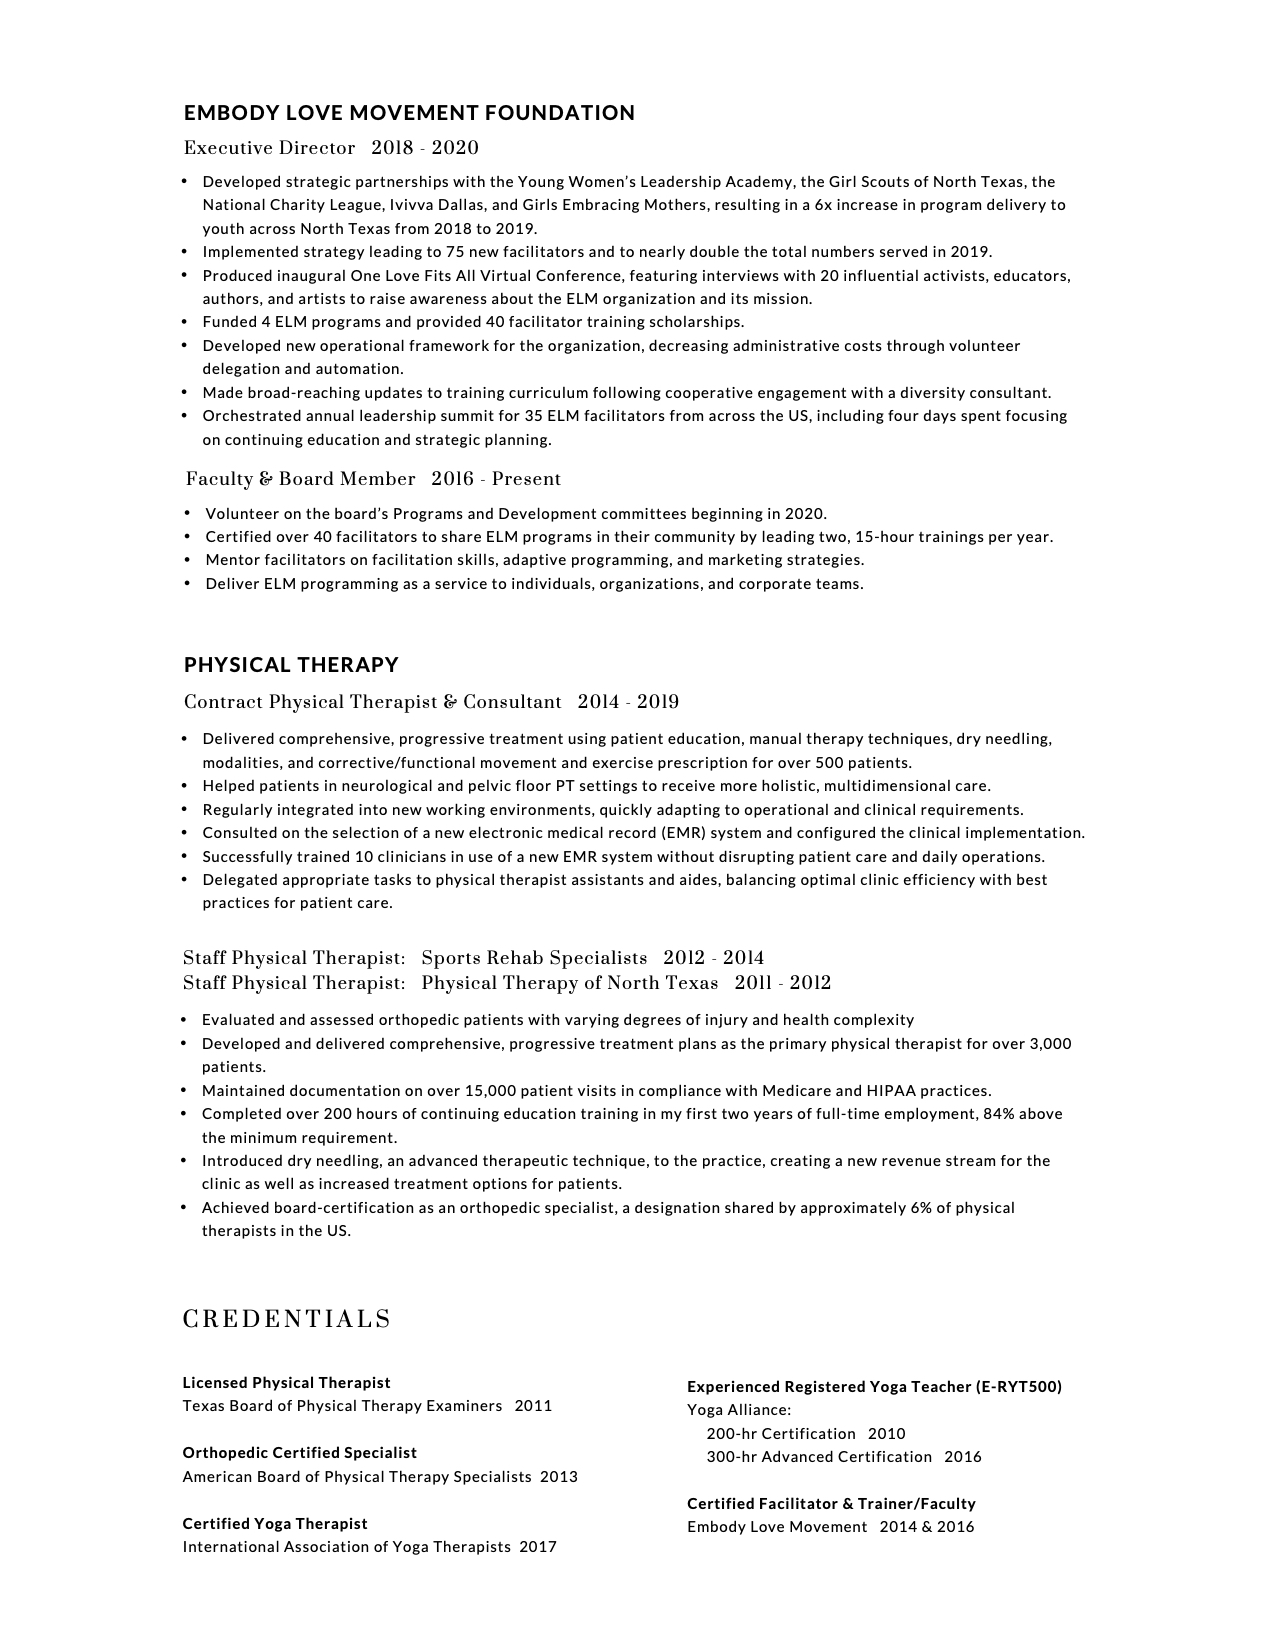 EMBODY LOVE MOVEMENT FOUNDATION
Executive Director 2018 - 2020
• Developed strategic partnerships with the Young Women’s Leadership Academy, the Girl Scouts of North Texas, the
National Charity League, Ivivva Dallas, and Girls Embracing Mothers, resulting in a 6x increase in program delivery to
youth across North Texas from 2018 to 2019.
• Implemented strategy leading to 75 new facilitators and to nearly double the total numbers served in 2019.
• Produced inaugural One Love Fits All Virtual Conference, featuring interviews with 20 influential activists, educators,
authors, and artists to raise awareness about the ELM organization and its mission.
• Funded 4 ELM programs and provided 40 facilitator training scholarships.
• Developed new operational framework for the organization, decreasing administrative costs through volunteer
delegation and automation.
• Made broad-reaching updates to training curriculum following cooperative engagement with a diversity consultant.
• Orchestrated annual leadership summit for 35 ELM facilitators from across the US, including four days spent focusing
on continuing education and strategic planning.
Faculty & Board Member 2016 - Present
• Volunteer on the board’s Programs and Development committees beginning in 2020.
• Certified over 40 facilitators to share ELM programs in their community by leading two, 15-hour trainings per year.
• Mentor facilitators on facilitation skills, adaptive programming, and marketing strategies.
• Deliver ELM programming as a service to individuals, organizations, and corporate teams.
PHYSICAL THERAPY
Contract Physical Therapist & Consultant 2014 - 2019
• Delivered comprehensive, progressive treatment using patient education, manual therapy techniques, dry needling,
modalities, and corrective/functional movement and exercise prescription for over 500 patients.
• Helped patients in neurological and pelvic floor PT settings to receive more holistic, multidimensional care.
• Regularly integrated into new working environments, quickly adapting to operational and clinical requirements.
• Consulted on the selection of a new electronic medical record (EMR) system and configured the clinical implementation.
• Successfully trained 10 clinicians in use of a new EMR system without disrupting patient care and daily operations.
• Delegated appropriate tasks to physical therapist assistants and aides, balancing optimal clinic efficiency with best
practices for patient care.
Staff Physical Therapist: Sports Rehab Specialists 2012 - 2014
Staff Physical Therapist: Physical Therapy of North Texas 2011 - 2012
• Evaluated and assessed orthopedic patients with varying degrees of injury and health complexity
• Developed and delivered comprehensive, progressive treatment plans as the primary physical therapist for over 3,000
patients.
• Maintained documentation on over 15,000 patient visits in compliance with Medicare and HIPAA practices.
• Completed over 200 hours of continuing education training in my first two years of full-time employment, 84% above
the minimum requirement.
• Introduced dry needling, an advanced therapeutic technique, to the practice, creating a new revenue stream for the
clinic as well as increased treatment options for patients.
• Achieved board-certification as an orthopedic specialist, a designation shared by approximately 6% of physical
therapists in the US.
CREDENTIALS
Licensed Physical Therapist
Texas Board of Physical Therapy Examiners 2011
Orthopedic Certified Specialist
American Board of Physical Therapy Specialists 2013
Certified Yoga Therapist
International Association of Yoga Therapists 2017
Experienced Registered Yoga Teacher (E-RYT500)
Yoga Alliance:
200-hr Certification 2010
300-hr Advanced Certification 2016
Certified Facilitator & Trainer/Faculty
Embody Love Movement 2014 & 2016